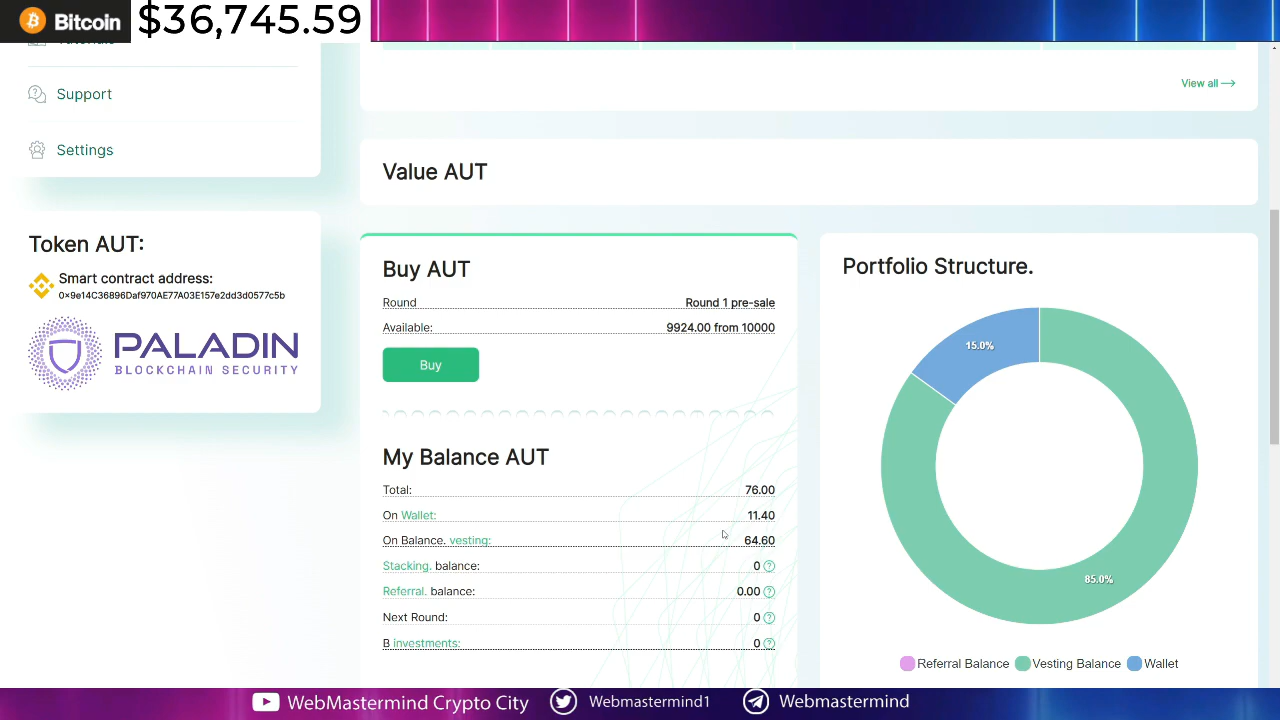 Bitcoin $36,745.59
Tutorials
Support
Settings
Token AUT:
Smart contract address:
0x9e14C36896Daf970AE77A03E157e2dd3d0577c5b
PALADIN
BLOCKCHAIN SECURITY
View all
Value AUT
Buy AUT
Round Round 1 pre-sale
Available: 9924.00 from 10000
Buy
My Balance AUT
Total: 76.00
On Wallet: 11.40
On Balance. vesting: 64.60
Stacking. balance: 0 ?
Referral. balance: 0.00 ?
Next Round: 0 ?
B investments: 0 ?
Portfolio Structure.
15.0%
85.0%
Referral Balance Vesting Balance Wallet
WebMastermind Crypto City Webmastermind1 Webmastermind